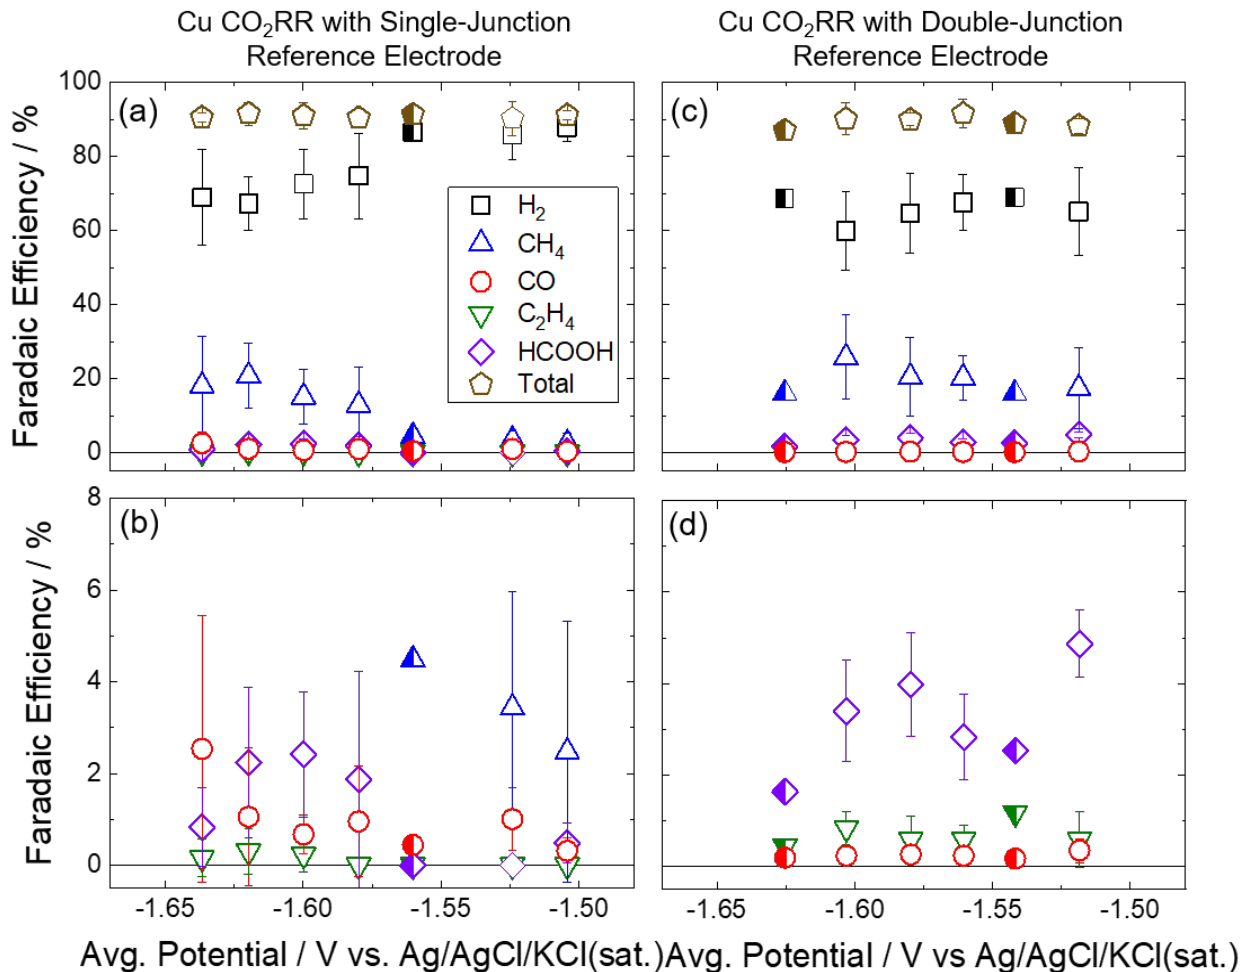 Cu CO₂RR with Single-Junction
Reference Electrode
Cu CO₂RR with Double-Junction
Reference Electrode
Faradaic Efficiency / %
100
80
60
40
20
0
(a)
H₂
CH₄
CO
C₂H₄
HCOOH
Total
(c)
Faradaic Efficiency / %
8
6
4
2
0
(b)
(d)
-1.65
-1.60
-1.55
-1.50
-1.65
-1.60
-1.55
-1.50
Avg. Potential / V vs. Ag/AgCl/KCl(sat.)
Avg. Potential / V vs Ag/AgCl/KCl(sat.)